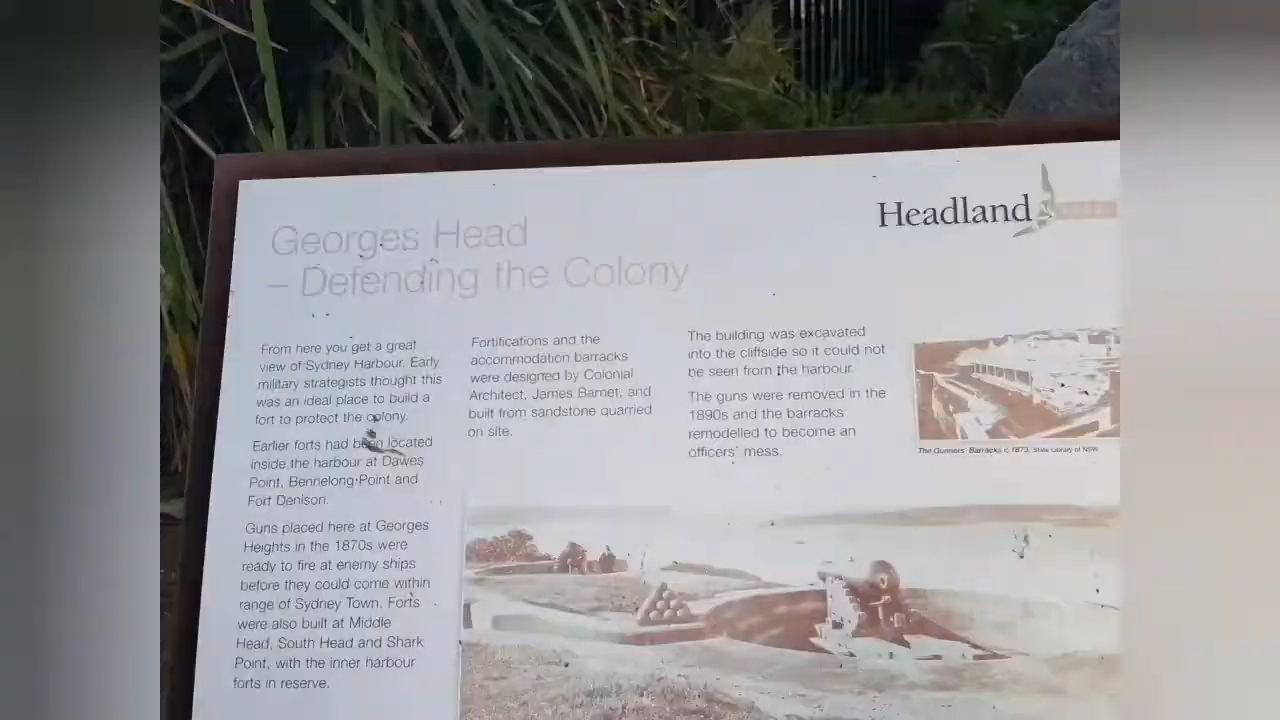 Georges Head
– Defending the Colony
Headland
From here you get a great
view of Sydney Harbour. Early
military strategists thought this
was an ideal place to build a
fort to protect the colony.
Earlier forts had been located
inside the harbour at Dawes
Point, Bennelong Point and
Fort Denison.
Guns placed here at Georges
Heights in the 1870s were
ready to fire at enemy ships
before they could come within
range of Sydney Town. Forts
were also built at Middle
Head, South Head and Shark
Point, with the inner harbour
forts in reserve.
Fortifications and the
accommodation barracks
were designed by Colonial
Architect, James Barnet, and
built from sandstone quarried
on site.
The building was excavated
into the cliffside so it could not
be seen from the harbour.
The guns were removed in the
1890s and the barracks
remodelled to become an
officers' mess.
The Gunners' Barracks c 1873, State Library of NSW